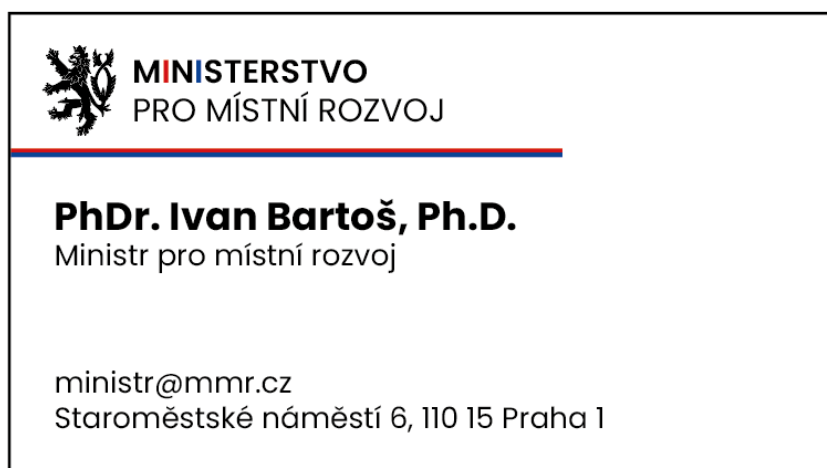 MINISTERSTVO
PRO MÍSTNÍ ROZVOJ
PhDr. Ivan Bartoš, Ph.D.
Ministr pro místní rozvoj
ministr@mmr.cz
Staroměstské náměstí 6, 110 15 Praha 1